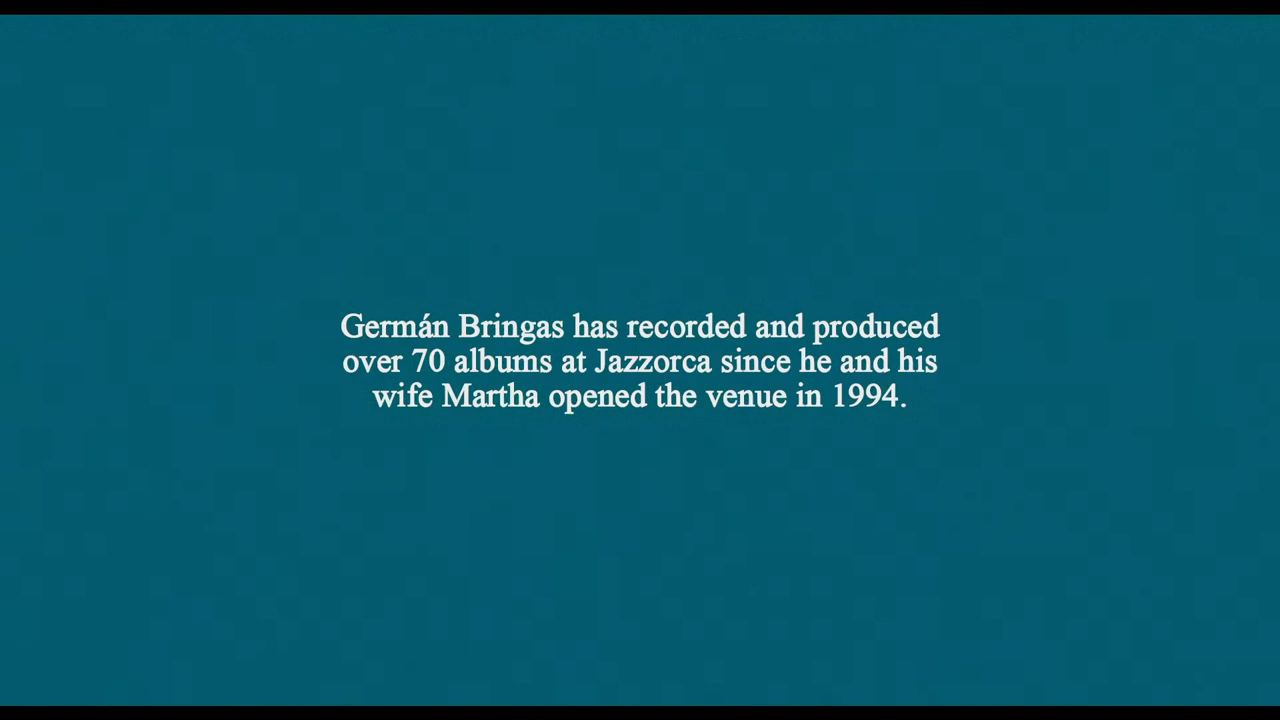 Germán Bringas has recorded and produced
over 70 albums at Jazzorca since he and his
wife Martha opened the venue in 1994.